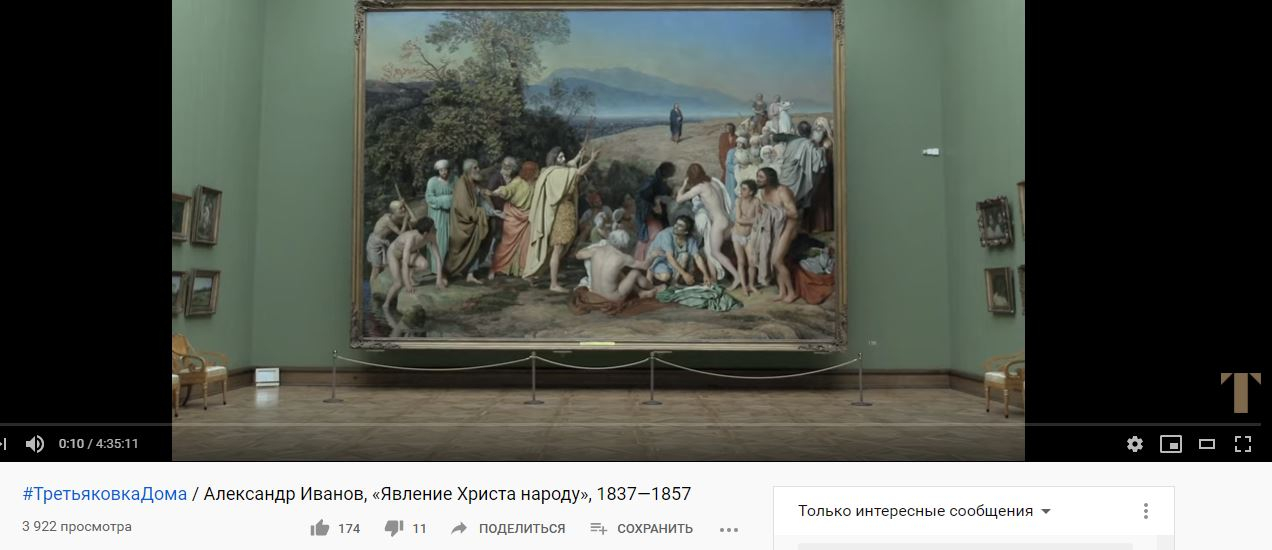 0:10 / 4:35:11
#ТретьяковкаДома / Александр Иванов, «Явление Христа народу», 1837—1857
3 922 просмотра
174
11
ПОДЕЛИТЬСЯ
СОХРАНИТЬ
Только интересные сообщения